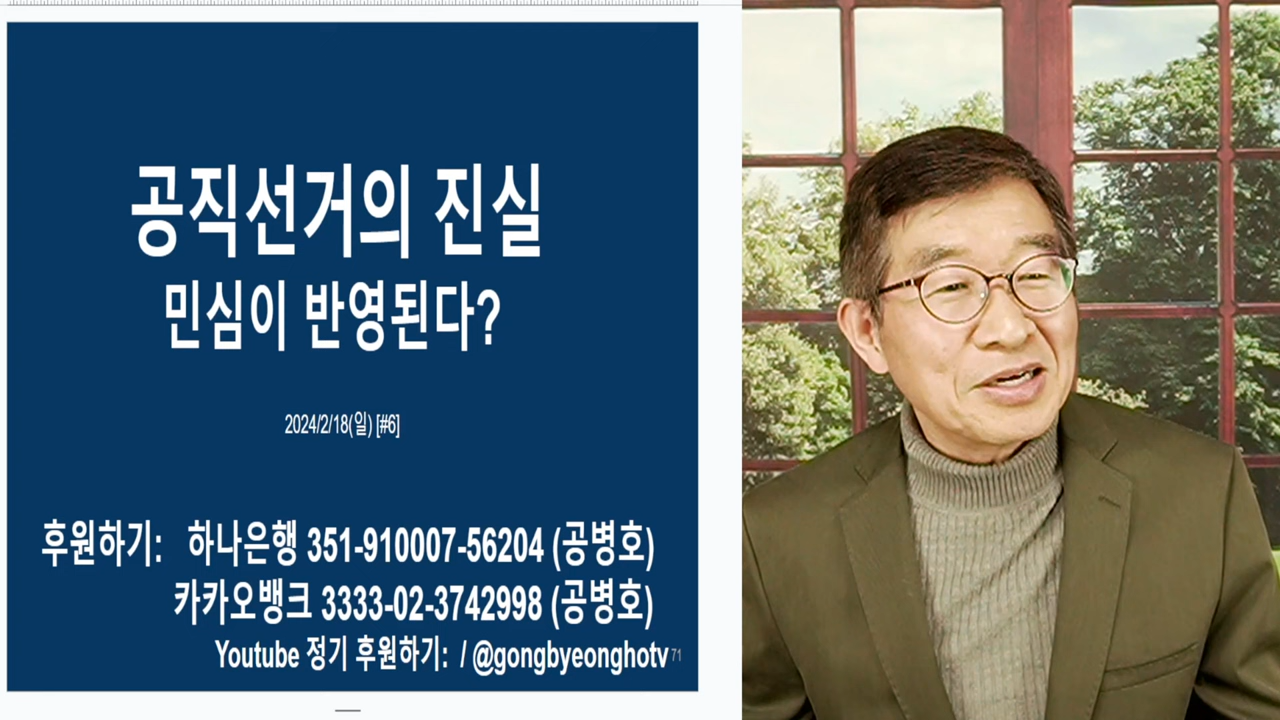 공직선거의 진실
민심이 반영된다?
2024/2/18(일) [#6]
후원하기: 하나은행 351-910007-56204 (공병호)
카카오뱅크 3333-02-3742998 (공병호)
Youtube 정기 후원하기: / @gongbyeonghotv
71